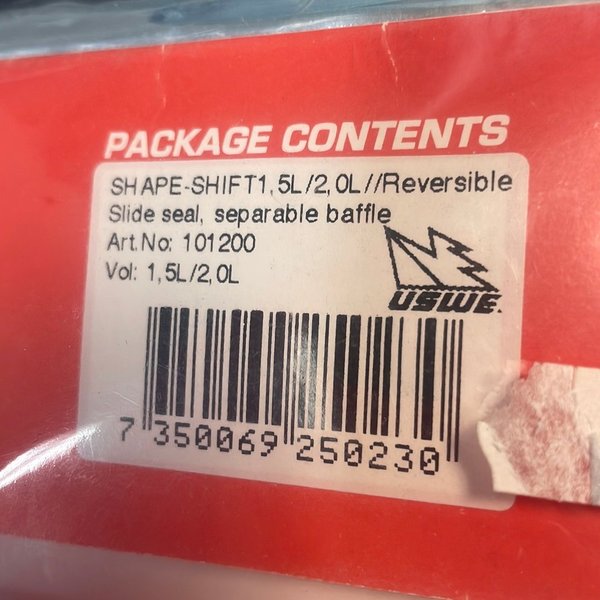 PACKAGE CONTENTS
SHAPE-SHIFT1,5L/2,0L//Reversible
Slide seal, separable baffle
Art.No: 101200
Vol: 1,5L/2,0L
USWE.
7 350069 250230